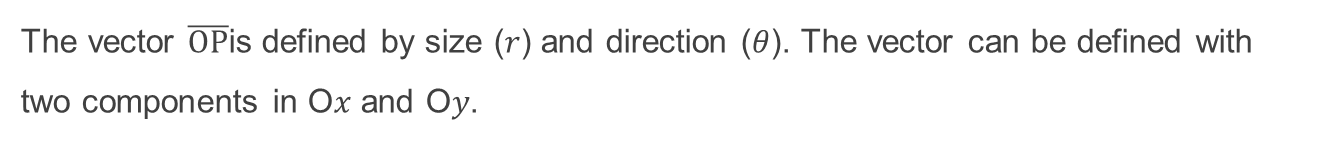 The vector O̅P̅is defined by size (r) and direction (θ). The vector can be defined with
two components in Ox and Oy.